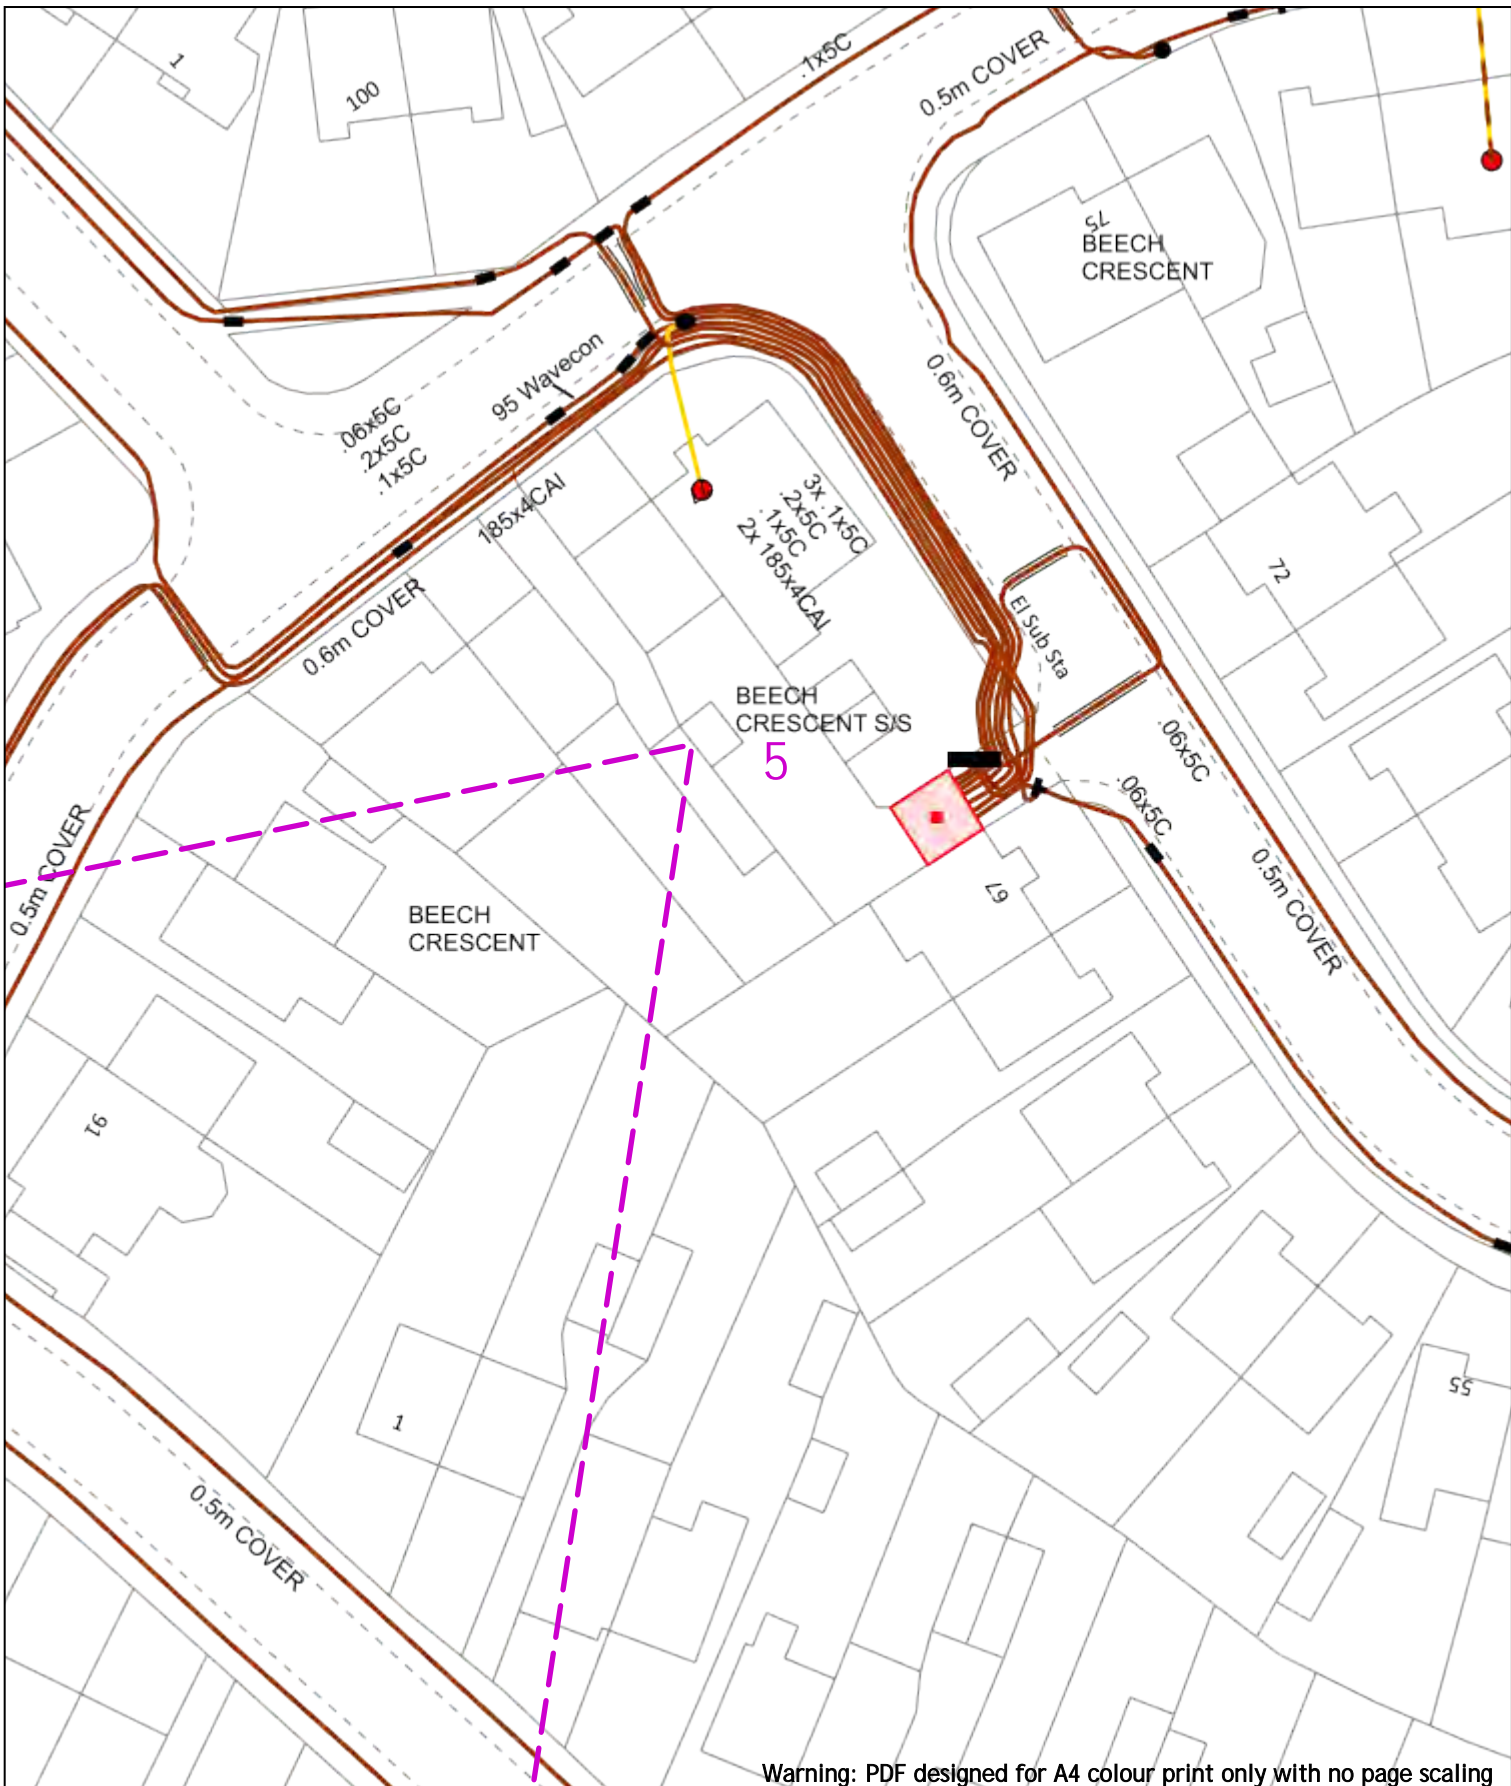 1
100
.1x5C
0.5m COVER
75
BEECH
CRESCENT
95 Wavecon
.06x5C
.2x5C
.1x5C
0.6m COVER
185x4CAI
3x .1x5C
.2x5C
.1x5C
2x 185x4CAI
72
0.6m COVER
El Sub Sta
BEECH
CRESCENT S/S
5
.06x5C
.06x5C
0.5m COVER
0.5m COVER
67
BEECH
CRESCENT
91
1
55
0.5m COVER
Warning: PDF designed for A4 colour print only with no page scaling